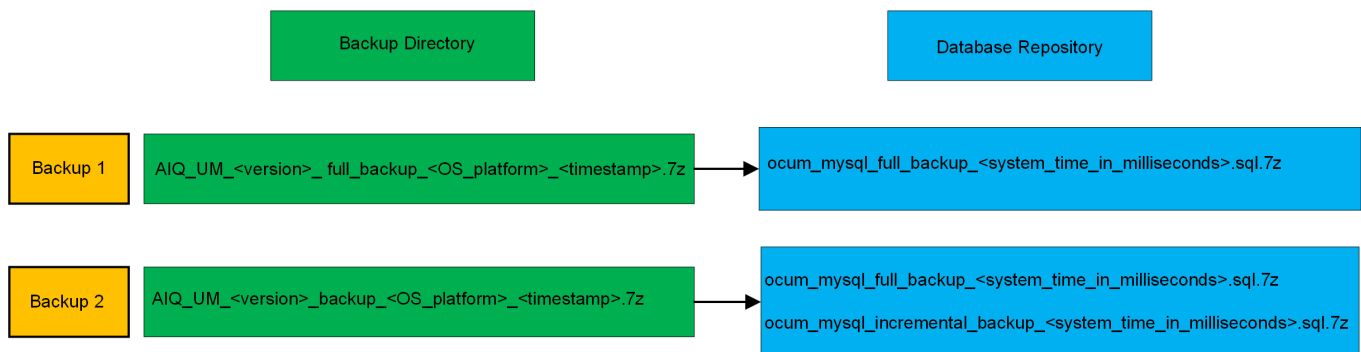 Backup Directory
Database Repository
Backup 1
AIQ_UM_<version>_ full_backup_<OS_platform>_<timestamp>.7z
ocum_mysql_full_backup_<system_time_in_milliseconds>.sql.7z
Backup 2
AIQ_UM_<version>_backup_<OS_platform>_<timestamp>.7z
ocum_mysql_full_backup_<system_time_in_milliseconds>.sql.7z
ocum_mysql_incremental_backup_<system_time_in_milliseconds>.sql.7z